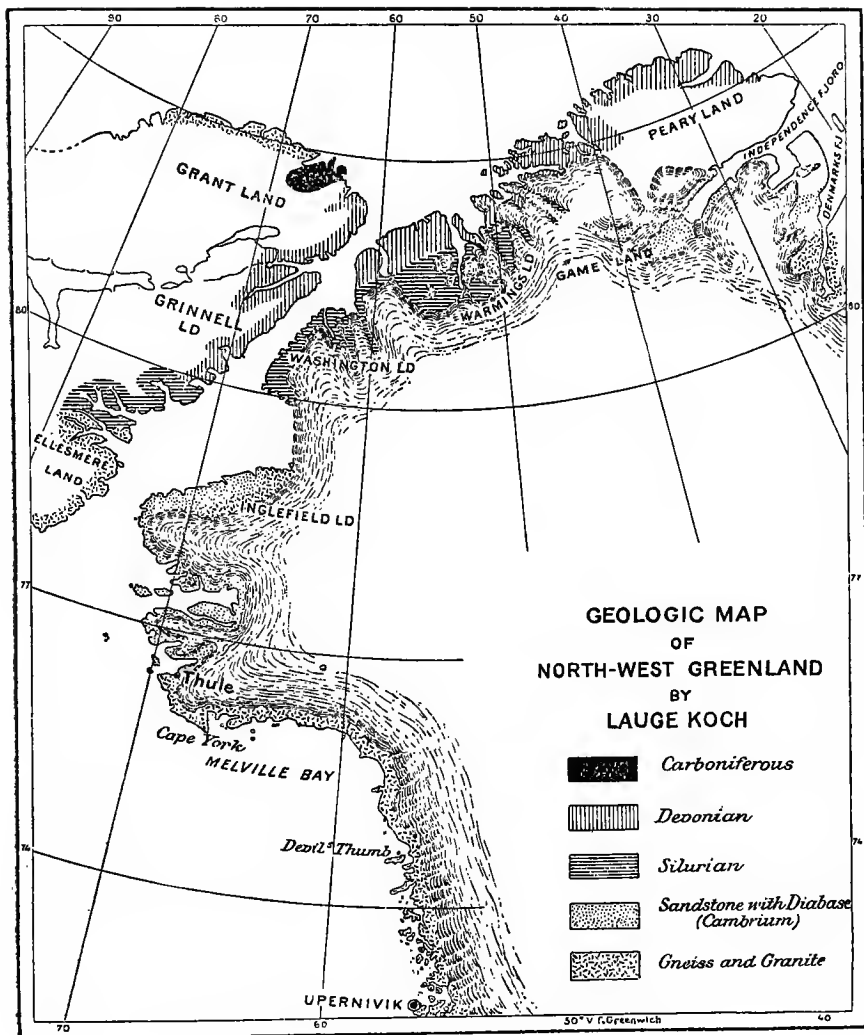 90 80 70 60 50 40 30 20
PEARY LAND
INDEPENDENCE FJORD
DENMARKS FJ
GRANT LAND
GAME LAND
WARMINGS LD
GRINNELL
LD
80
80
WASHINGTON LD
ELLESMERE
LAND
INGLEFIELD LD
77
77
Thule
Cape York
MELVILLE BAY
GEOLOGIC MAP
OF
NORTH-WEST GREENLAND
BY
LAUGE KOCH
Carboniferous
Devonian
74
74
Devil's Thumb
Silurian
Sandstone with Diabase
(Cambrium)
Gneiss and Granite
UPERNIVIK
70 60 50° V f. Greenwich 40